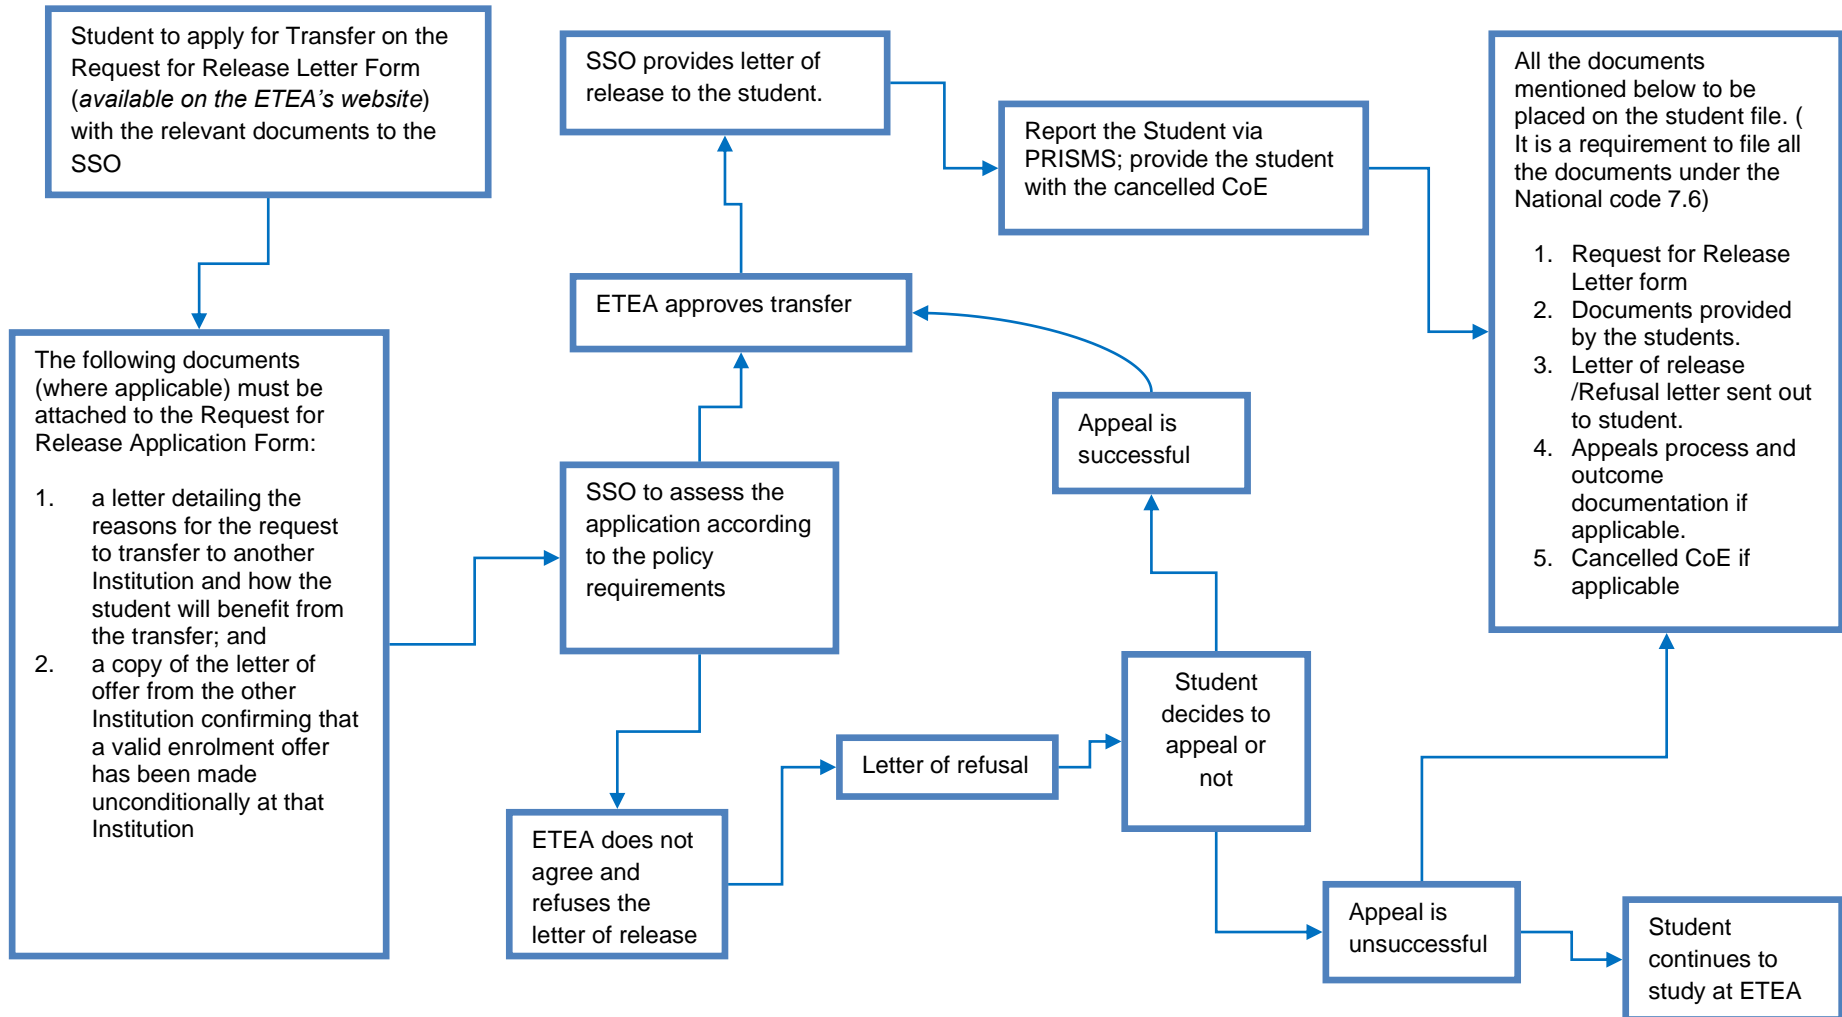 Student to apply for Transfer on the
Request for Release Letter Form
(available on the ETEA’s website)
with the relevant documents to the
SSO
The following documents
(where applicable) must be
attached to the Request for
Release Application Form:
1. a letter detailing the
reasons for the request
to transfer to another
Institution and how the
student will benefit from
the transfer; and
2. a copy of the letter of
offer from the other
Institution confirming that
a valid enrolment offer
has been made
unconditionally at that
Institution
SSO to assess the
application according
to the policy
requirements
ETEA approves transfer
SSO provides letter of
release to the student.
Report the Student via
PRISMS; provide the student
with the cancelled CoE
ETEA does not
agree and
refuses the
letter of release
Letter of refusal
Student
decides to
appeal or
not
Appeal is
successful
Appeal is
unsuccessful
Student
continues to
study at ETEA
All the documents
mentioned below to be
placed on the student file. (
It is a requirement to file all
the documents under the
National code 7.6)
1. Request for Release
Letter form
2. Documents provided
by the students.
3. Letter of release
/Refusal letter sent out
to student.
4. Appeals process and
outcome
documentation if
applicable.
5. Cancelled CoE if
applicable